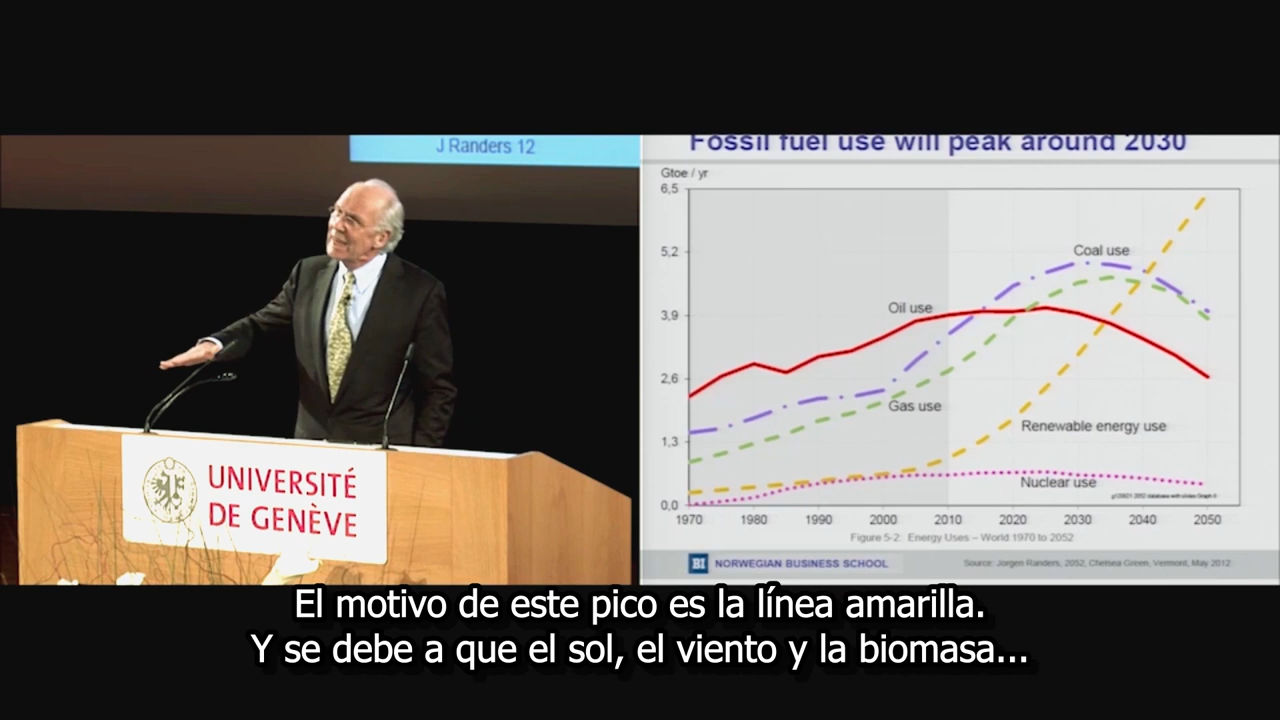 J Randers 12
UNIVERSITÉ
DE GENÈVE
Fossil fuel use will peak around 2030
Gtoe / yr
6,5
5,2
3,9
2,6
1,3
0,0
Coal use
Oil use
Gas use
Renewable energy use
Nuclear use
1970 1980 1990 2000 2010 2020 2030 2040 2050
Figure 5-2: Energy Uses – World 1970 to 2052
BI NORWEGIAN BUSINESS SCHOOL
Source: Jorgen Randers, 2052, Chelsea Green, Vermont, May 2012
El motivo de este pico es la línea amarilla.
Y se debe a que el sol, el viento y la biomasa...